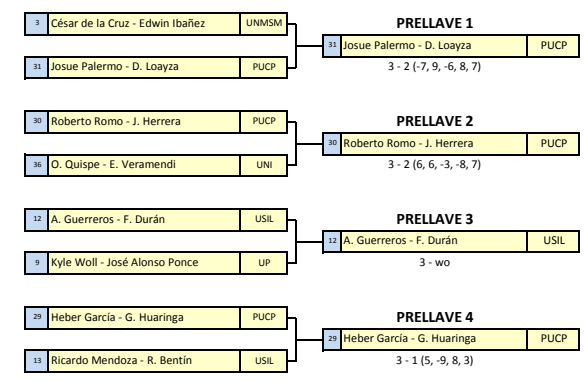 3 César de la Cruz - Edwin Ibañez UNMSM
PRELLAVE 1
31 Josue Palermo - D. Loayza PUCP
31 Josue Palermo - D. Loayza PUCP
3 - 2 (-7, 9, -6, 8, 7)
30 Roberto Romo - J. Herrera PUCP
PRELLAVE 2
30 Roberto Romo - J. Herrera PUCP
36 O. Quispe - E. Veramendi UNI
3 - 2 (6, 6, -3, -8, 7)
12 A. Guerreros - F. Durán USIL
PRELLAVE 3
12 A. Guerreros - F. Durán USIL
9 Kyle Woll - José Alonso Ponce UP
3 - wo
29 Heber García - G. Huaringa PUCP
PRELLAVE 4
29 Heber García - G. Huaringa PUCP
13 Ricardo Mendoza - R. Bentín USIL
3 - 1 (5, -9, 8, 3)